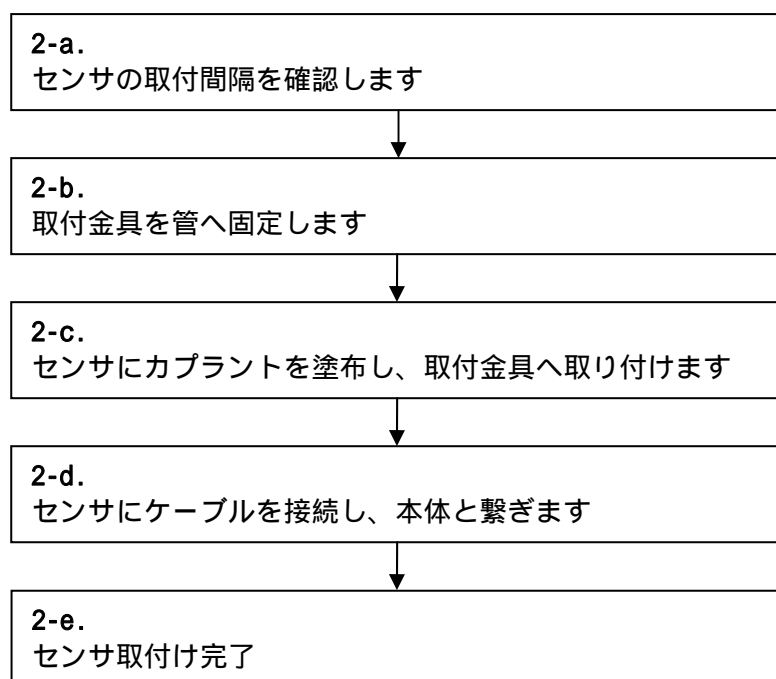 2-a.
センサの取付間隔を確認します
2-b.
取付金具を管へ固定します
2-c.
センサにカプラントを塗布し、取付金具へ取り付けます
2-d.
センサにケーブルを接続し、本体と繋ぎます
2-e.
センサ取付け完了